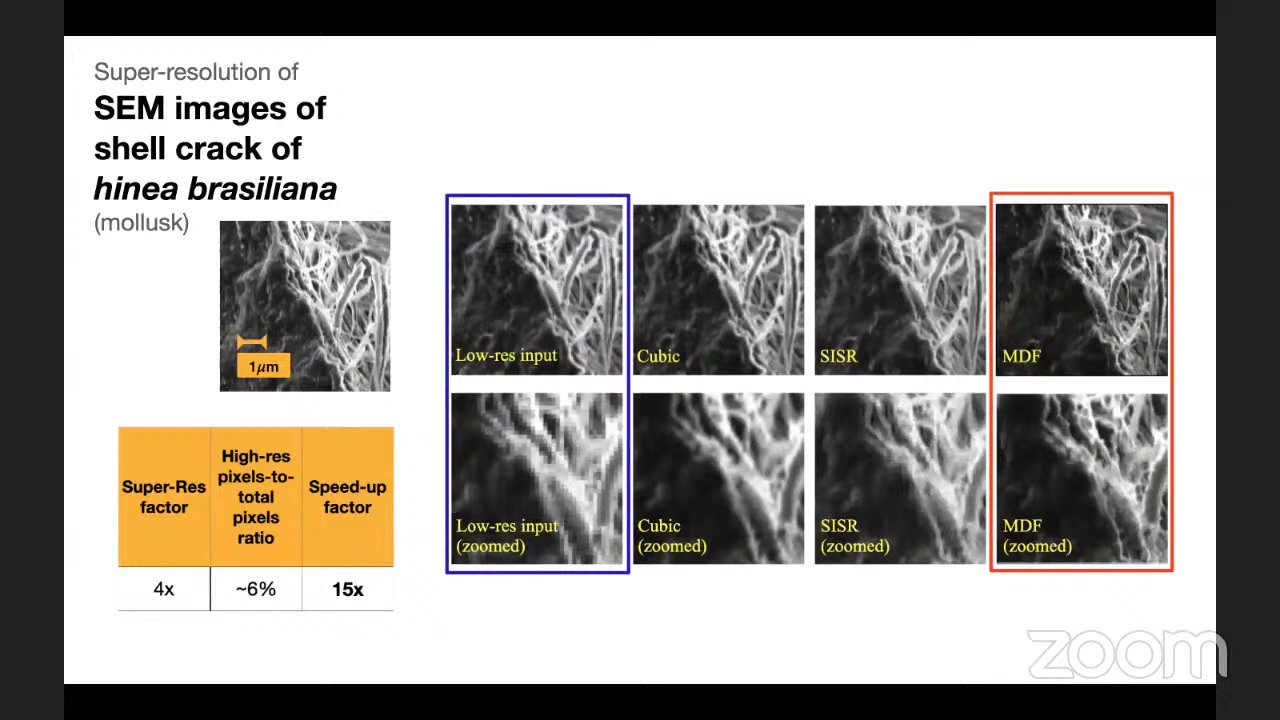 Super-resolution of
SEM images of
shell crack of
hinea brasiliana
(mollusk)
1μm
Super-Res
factor
High-res
pixels-to-
total
pixels
ratio
Speed-up
factor
4x
~6%
15x
Low-res input
Cubic
SISR
MDF
Low-res input
(zoomed)
Cubic
(zoomed)
SISR
(zoomed)
MDF
(zoomed)
zoom